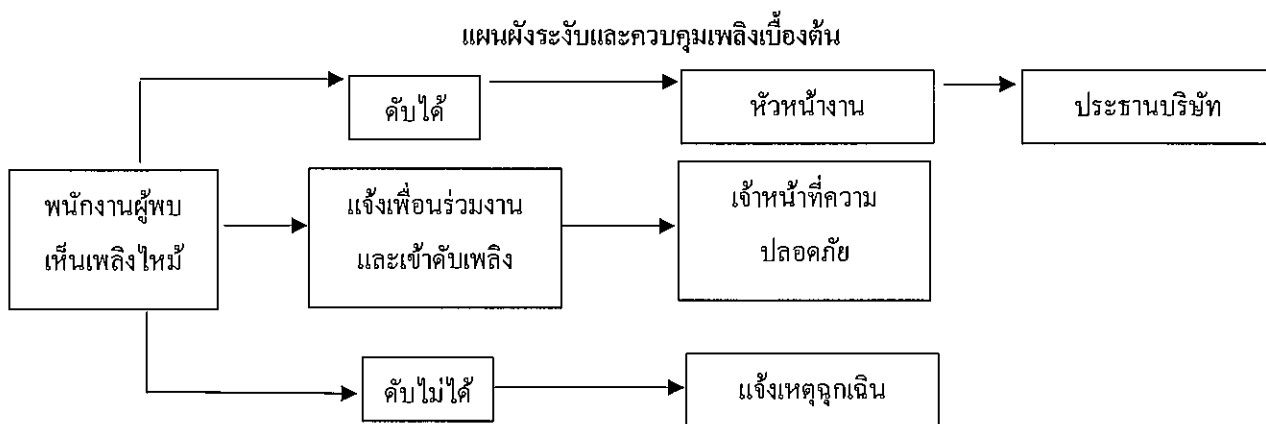 แผนผังระงับและควบคุมเพลิงเบื้องต้น
ดับได้
หัวหน้างาน
ประธานบริษัท
พนักงานผู้พบ
เห็นเพลิงไหม้
แจ้งเพื่อนร่วมงาน
และเข้าดับเพลิง
เจ้าหน้าที่ความ
ปลอดภัย
ดับไม่ได้
แจ้งเหตุฉุกเฉิน